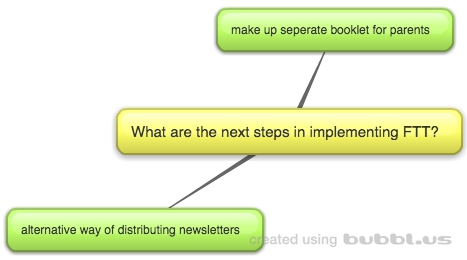 make up seperate booklet for parents
What are the next steps in implementing FTT?
alternative way of distributing newsletters
created using bubbl.us